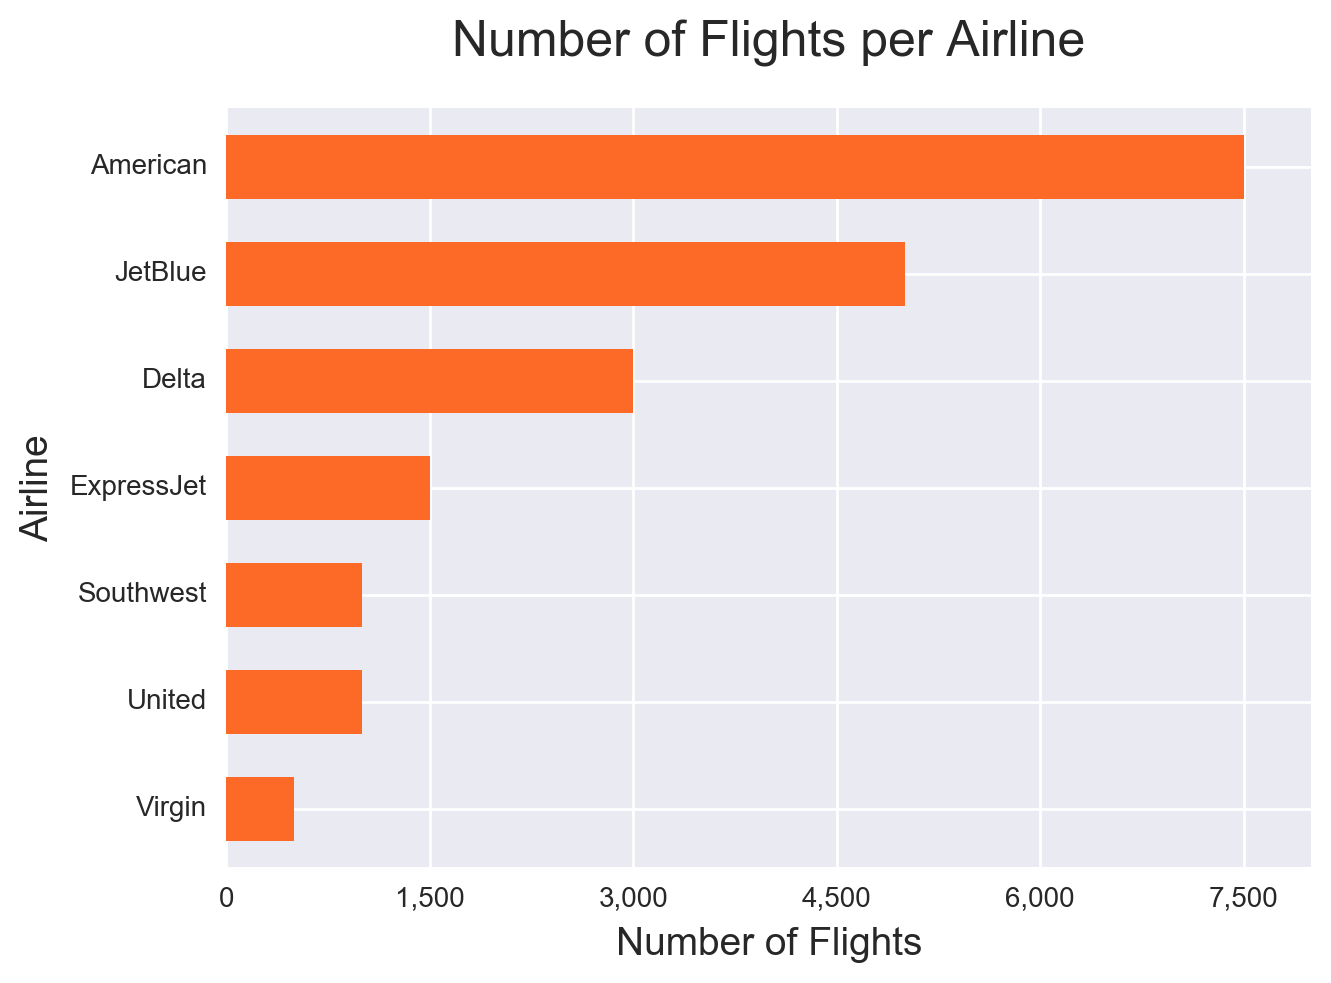 Number of Flights per Airline
American
JetBlue
Delta
ExpressJet
Southwest
United
Virgin
Airline
0 1,500 3,000 4,500 6,000 7,500
Number of Flights